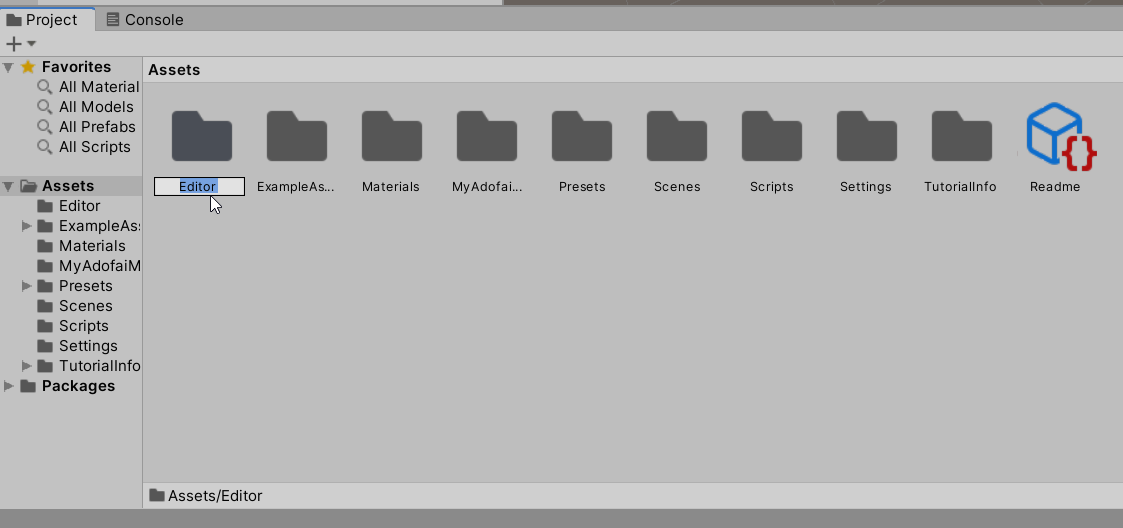 Project
Console
Favorites
All Material
All Models
All Prefabs
All Scripts
Assets
Editor
ExampleAs
Materials
MyAdofaiM
Presets
Scenes
Scripts
Settings
TutorialInfo
Packages
Assets
Editor
ExampleAs...
Materials
MyAdofai...
Presets
Scenes
Scripts
Settings
TutorialInfo
Readme
Assets/Editor